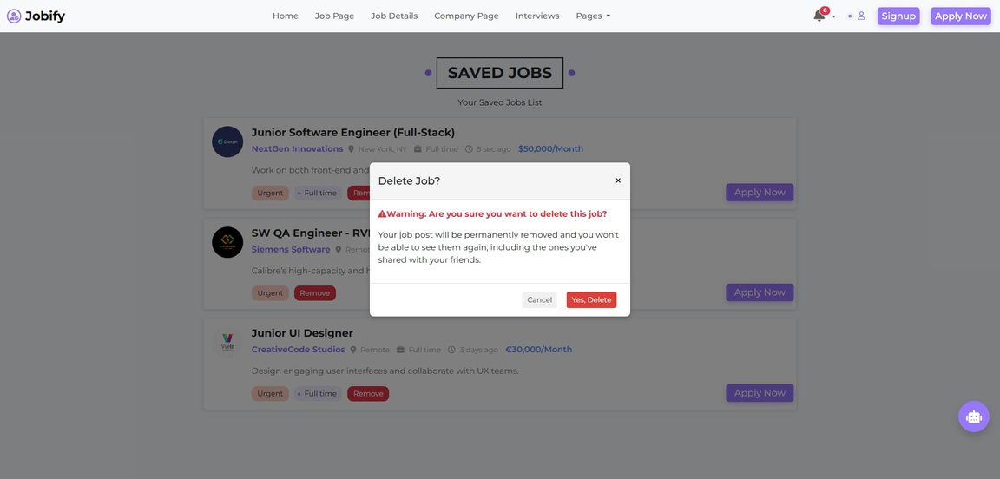 Jobify
Home Job Page Job Details Company Page Interviews Pages
8
Signup Apply Now
SAVED JOBS
Your Saved Jobs List
Junior Software Engineer (Full-Stack)
NextGen Innovations New York, NY Full time 5 sec ago $50,000/Month
Work on both front-end and
Urgent Full time Rem
Apply Now
Delete Job? ×
Warning: Are you sure you want to delete this job?
Your job post will be permanently removed and you won't
be able to see them again, including the ones you've
shared with your friends.
Cancel Yes, Delete
SW QA Engineer - RV
Siemens Software Remot
Calibre's high-capacity and h
Urgent Remove
Apply Now
Junior UI Designer
CreativeCode Studios Remote Full time 3 days ago €30,000/Month
Design engaging user interfaces and collaborate with UX teams.
Urgent Full time Remove
Apply Now